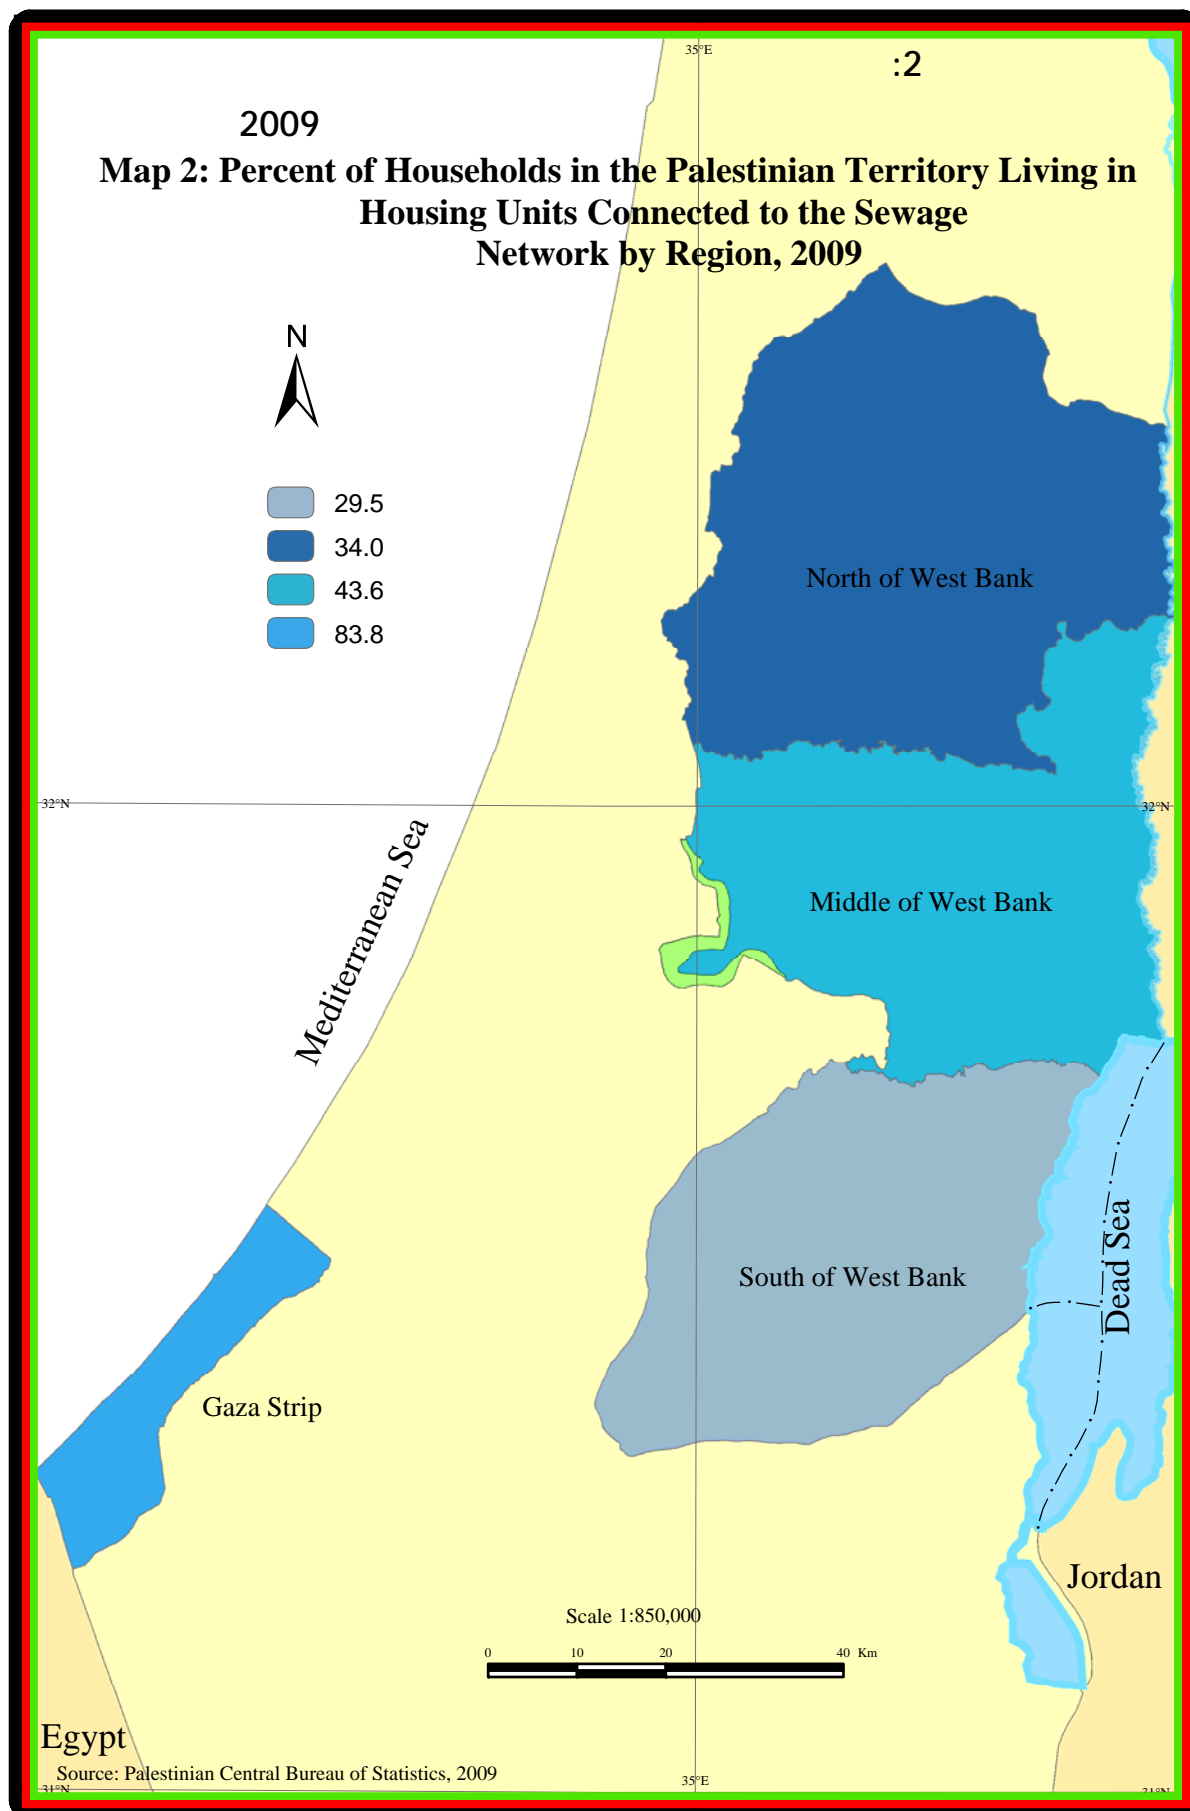 35°E
:2
2009
Map 2: Percent of Households in the Palestinian Territory Living in
Housing Units Connected to the Sewage
Network by Region, 2009
N
29.5
34.0
43.6
83.8
North of West Bank
32°N
32°N
Mediterranean Sea
Middle of West Bank
South of West Bank
Dead Sea
Gaza Strip
Jordan
Scale 1:850,000
0 10 20 40 Km
Egypt
Source: Palestinian Central Bureau of Statistics, 2009
35°E
31°N
31°N